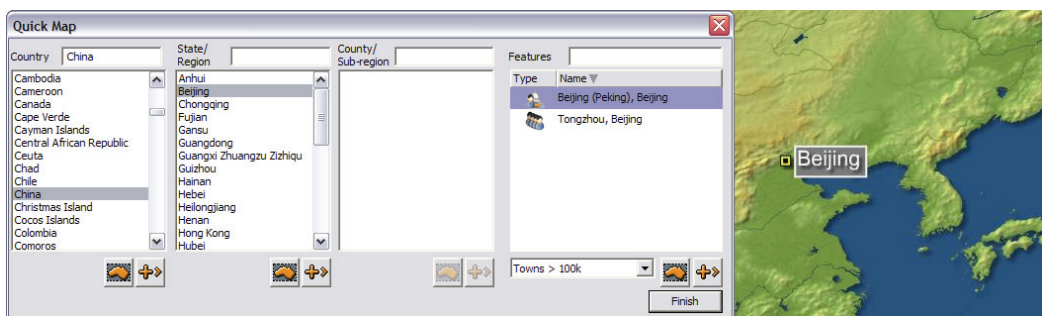 Quick Map
Country China
State/
Region
County/
Sub-region
Features
Cambodia
Cameroon
Canada
Cape Verde
Cayman Islands
Central African Republic
Ceuta
Chad
Chile
China
Christmas Island
Cocos Islands
Colombia
Comoros
Anhui
Beijing
Chongqing
Fujian
Gansu
Guangdong
Guangxi Zhuangzu Zizhiqu
Guizhou
Hainan
Hebei
Heilongjiang
Henan
Hong Kong
Hubei
Type Name
Beijing (Peking), Beijing
Tongzhou, Beijing
Towns > 100k
Finish
Beijing